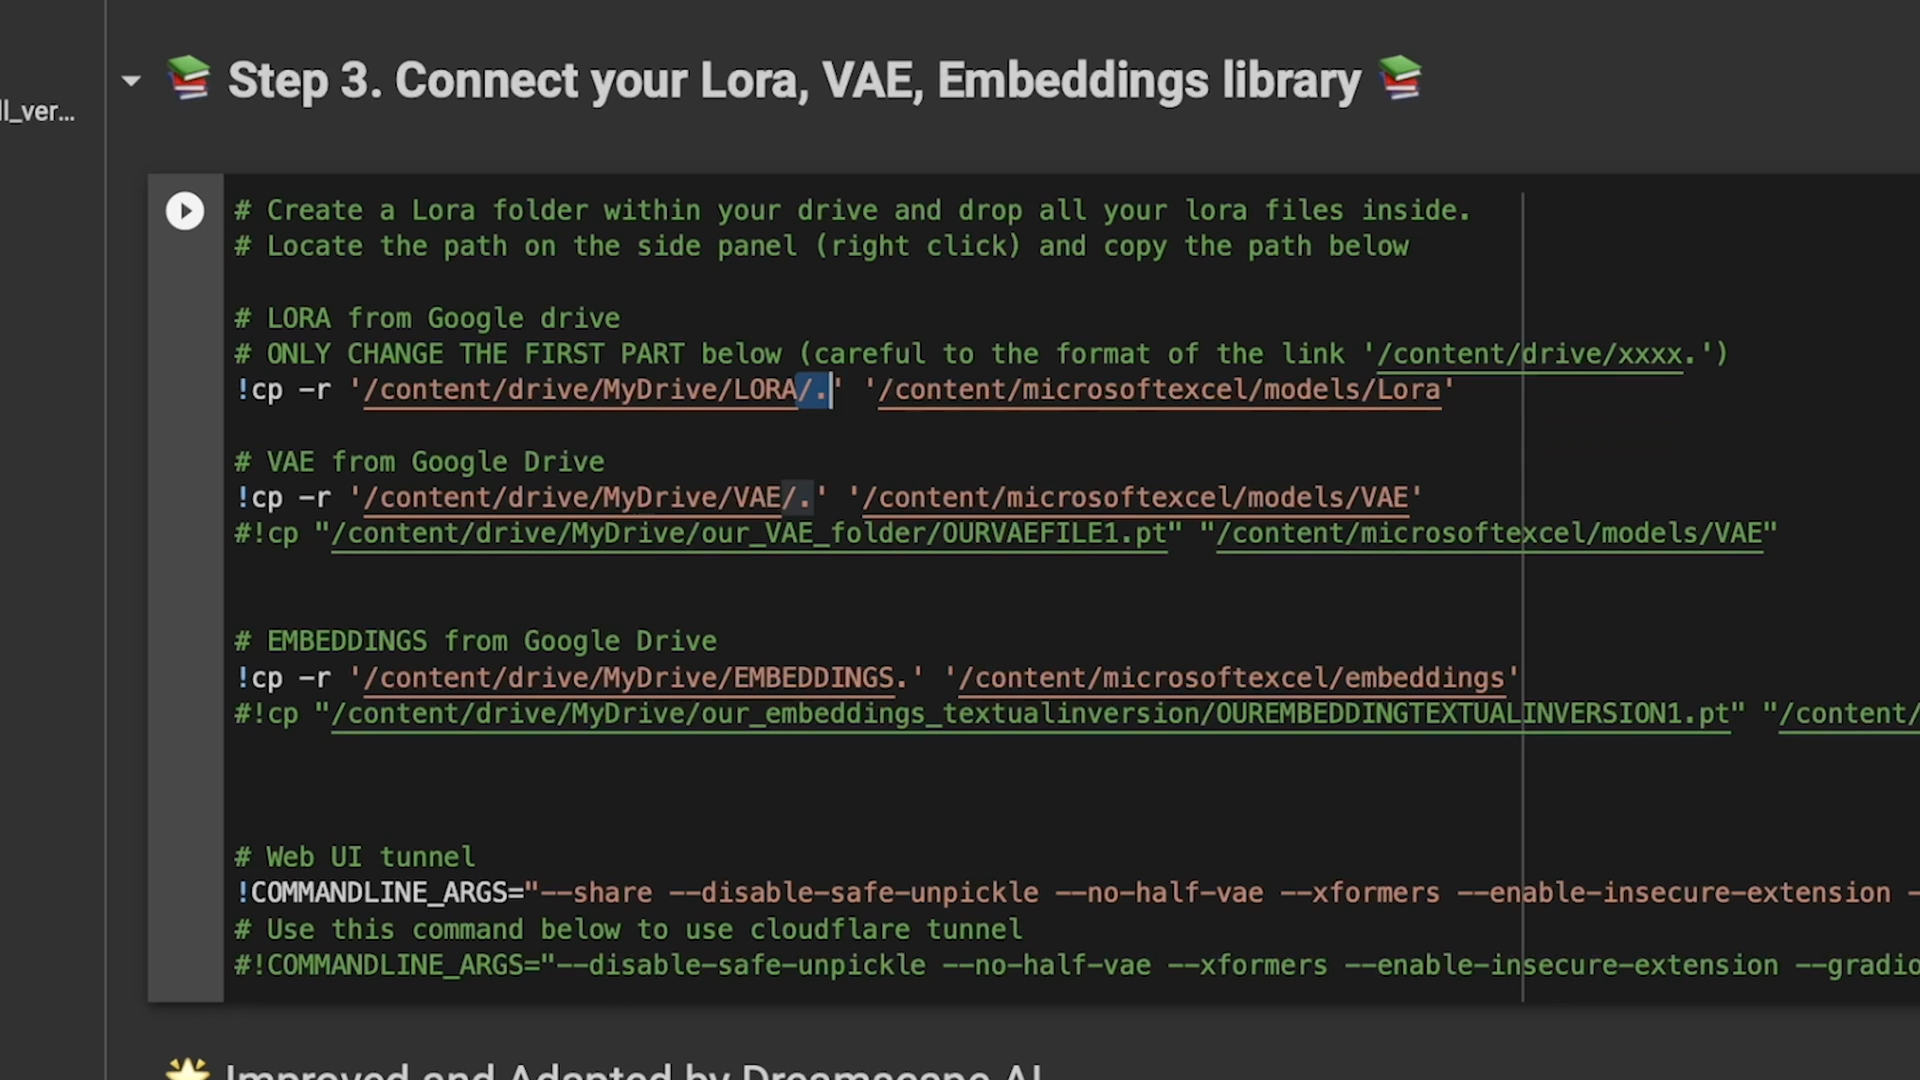 ll_ver...
Step 3. Connect your Lora, VAE, Embeddings library
# Create a Lora folder within your drive and drop all your lora files inside.
# Locate the path on the side panel (right click) and copy the path below
# LORA from Google drive
# ONLY CHANGE THE FIRST PART below (careful to the format of the link '/content/drive/xxxx.')
!cp -r '/content/drive/MyDrive/LORA/.' '/content/microsoftexcel/models/Lora'
# VAE from Google Drive
!cp -r '/content/drive/MyDrive/VAE/.' '/content/microsoftexcel/models/VAE'
#!cp "/content/drive/MyDrive/our_VAE_folder/OURVAEFILE1.pt" "/content/microsoftexcel/models/VAE"
# EMBEDDINGS from Google Drive
!cp -r '/content/drive/MyDrive/EMBEDDINGS.' '/content/microsoftexcel/embeddings'
#!cp "/content/drive/MyDrive/our_embeddings_textualinversion/OUREMBEDDINGTEXTUALINVERSION1.pt" "/content/
# Web UI tunnel
!COMMANDLINE_ARGS="--share --disable-safe-unpickle --no-half-vae --xformers --enable-insecure-extension -
# Use this command below to use cloudflare tunnel
#!COMMANDLINE_ARGS="--disable-safe-unpickle --no-half-vae --xformers --enable-insecure-extension --gradio
Improved and Adapted by Dreamscape AI